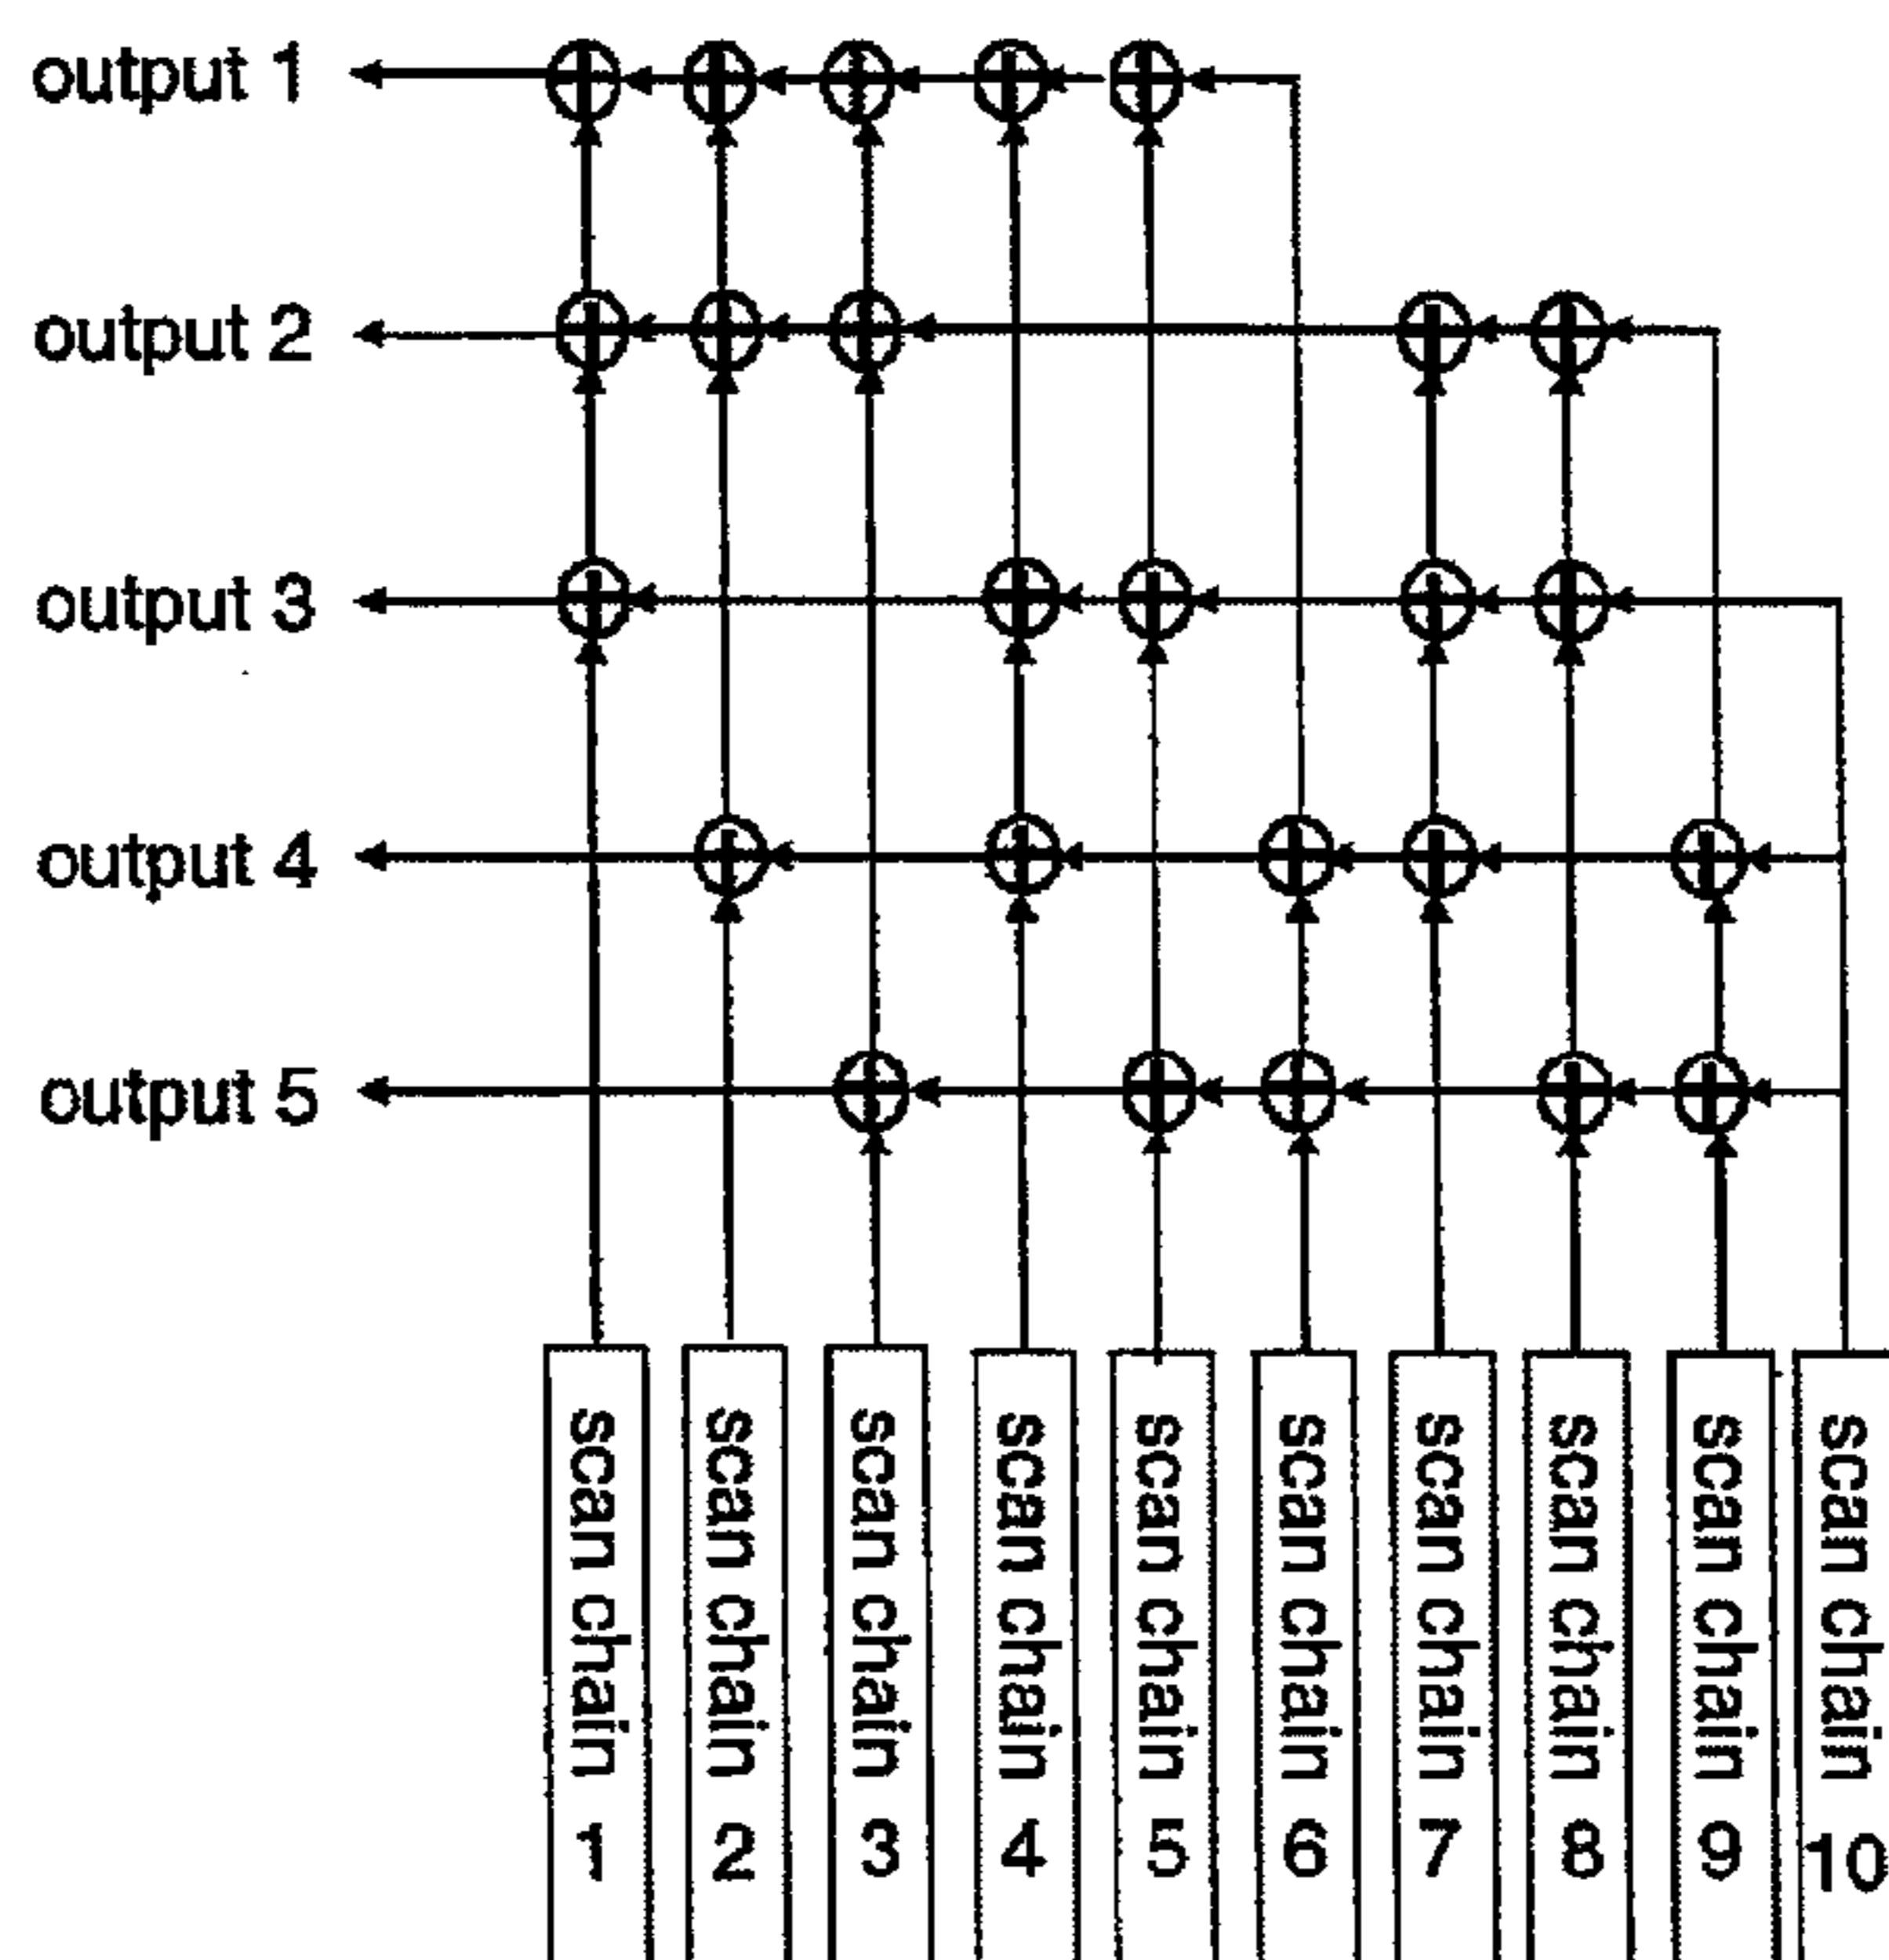 output 1
output 2
output 3
output 4
output 5
scan chain 1
scan chain 2
scan chain 3
scan chain 4
scan chain 5
scan chain 6
scan chain 7
scan chain 8
scan chain 9
scan chain 10